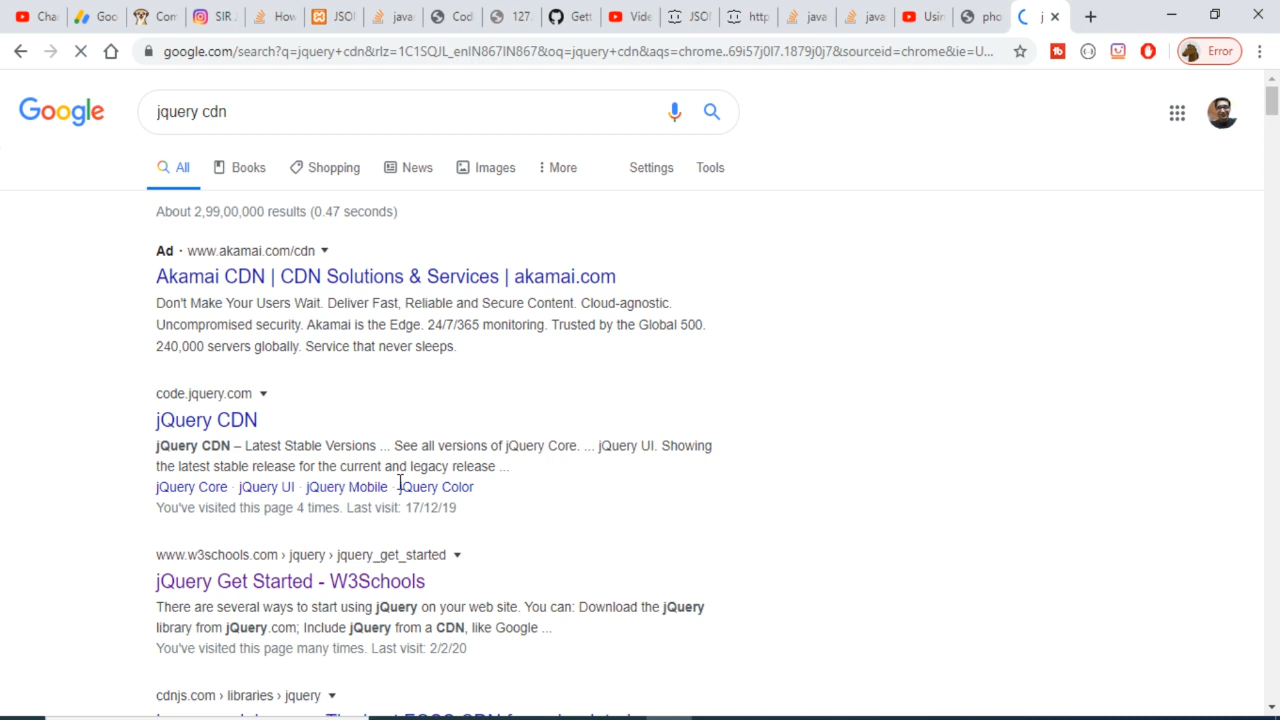 Cha
Goo
Com
SIR
How
JSO
java
Cod
127.
Gett
Vide
JSO
http
java
java
Usin
pho
j
google.com/search?q=jquery+cdn&rlz=1C1SQJL_enIN867IN867&oq=jquery+cdn&aqs=chrome..69i57j0l7.1879j0j7&sourceid=chrome&ie=U...
Error
Google
jquery cdn
All
Books
Shopping
News
Images
More
Settings
Tools
About 2,99,00,000 results (0.47 seconds)
Ad · www.akamai.com/cdn
Akamai CDN | CDN Solutions & Services | akamai.com
Don't Make Your Users Wait. Deliver Fast, Reliable and Secure Content. Cloud-agnostic.
Uncompromised security. Akamai is the Edge. 24/7/365 monitoring. Trusted by the Global 500.
240,000 servers globally. Service that never sleeps.
code.jquery.com
jQuery CDN
jQuery CDN – Latest Stable Versions ... See all versions of jQuery Core. ... jQuery UI. Showing
the latest stable release for the current and legacy release ...
jQuery Core · jQuery UI · jQuery Mobile · jQuery Color
You've visited this page 4 times. Last visit: 17/12/19
www.w3schools.com › jquery › jquery_get_started
jQuery Get Started - W3Schools
There are several ways to start using jQuery on your web site. You can: Download the jQuery
library from jQuery.com; Include jQuery from a CDN, like Google ...
You've visited this page many times. Last visit: 2/2/20
cdnjs.com › libraries › jquery